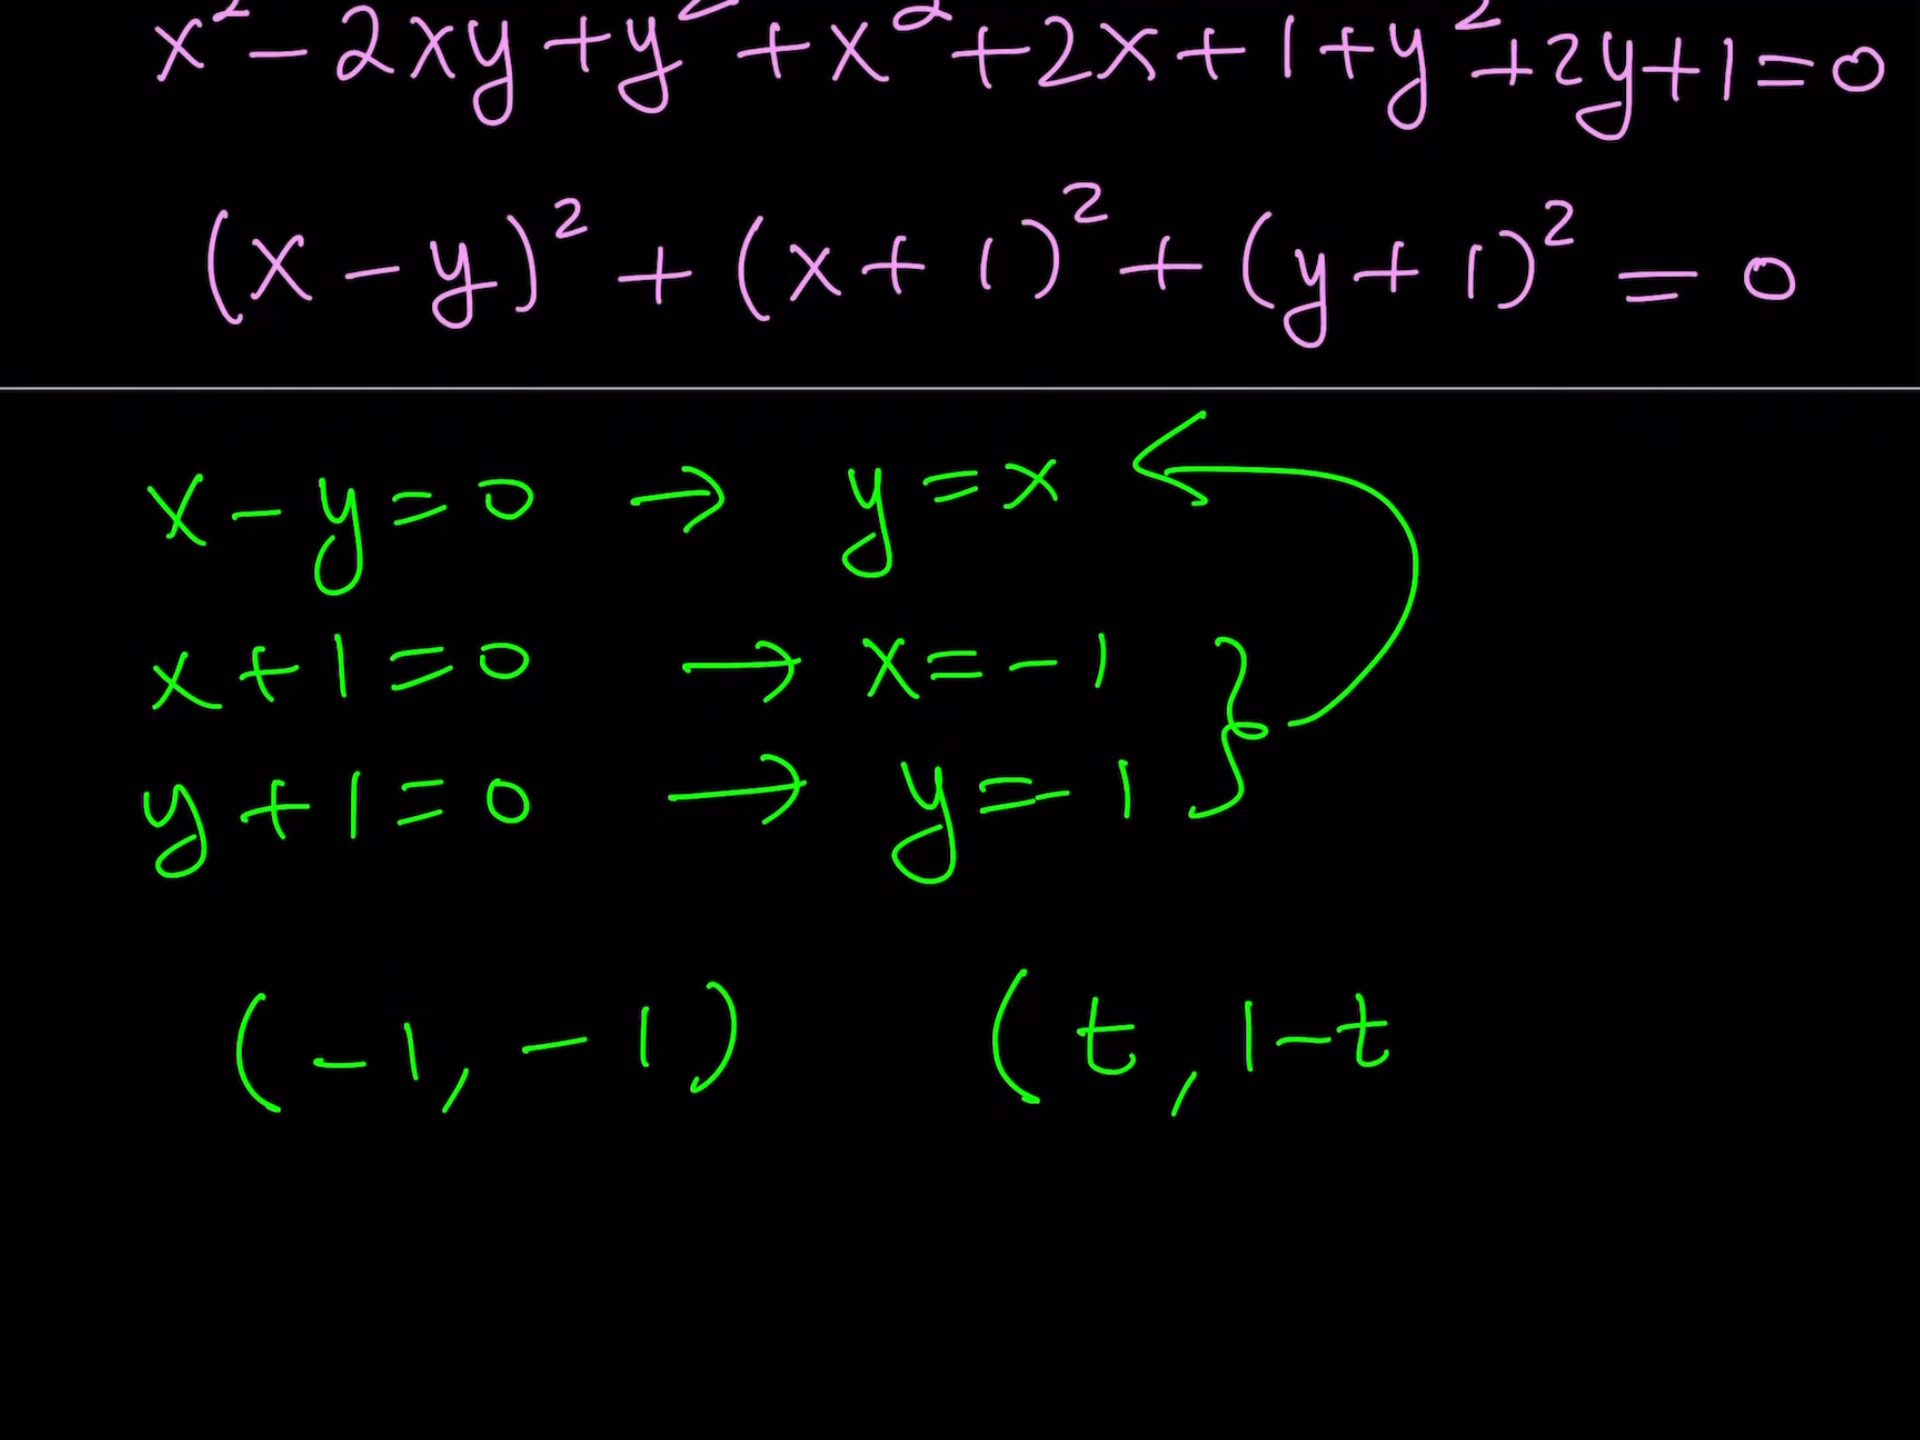 x² - 2xy + y² + x² + 2x + 1 + y² + 2y + 1 = 0
(x - y)² + (x + 1)² + (y + 1)² = 0
x - y = 0 → y = x
x + 1 = 0 → x = -1
y + 1 = 0 → y = -1
(-1, -1) (t, 1-t